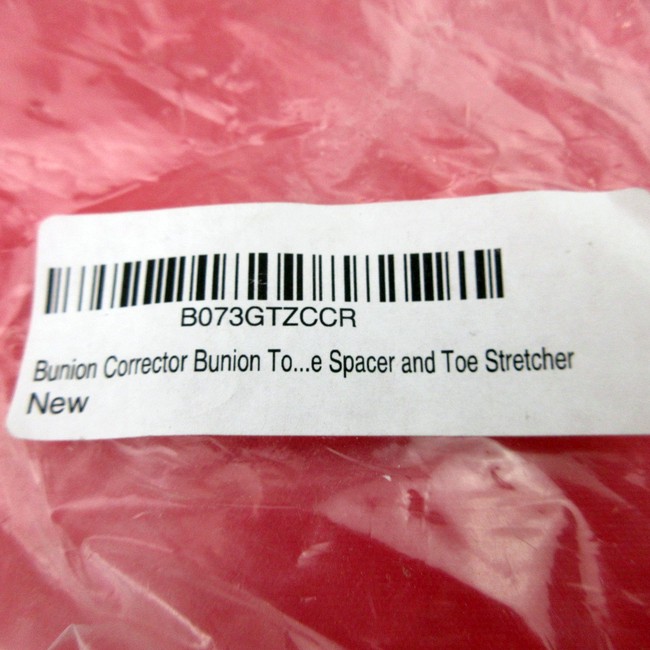 B073GTZCCR
Bunion Corrector Bunion To...e Spacer and Toe Stretcher
New